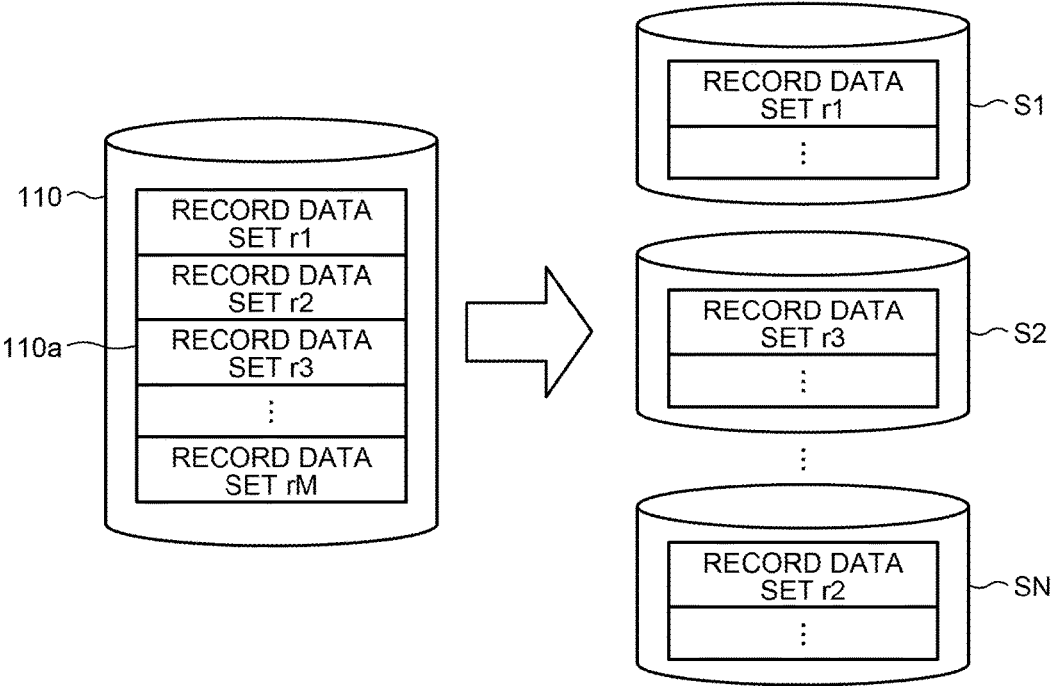 110
RECORD DATA
SET r1
RECORD DATA
SET r2
110a
RECORD DATA
SET r3
⋮
RECORD DATA
SET rM
RECORD DATA
SET r1
⋮
S1
RECORD DATA
SET r3
⋮
S2
⋮
RECORD DATA
SET r2
⋮
SN